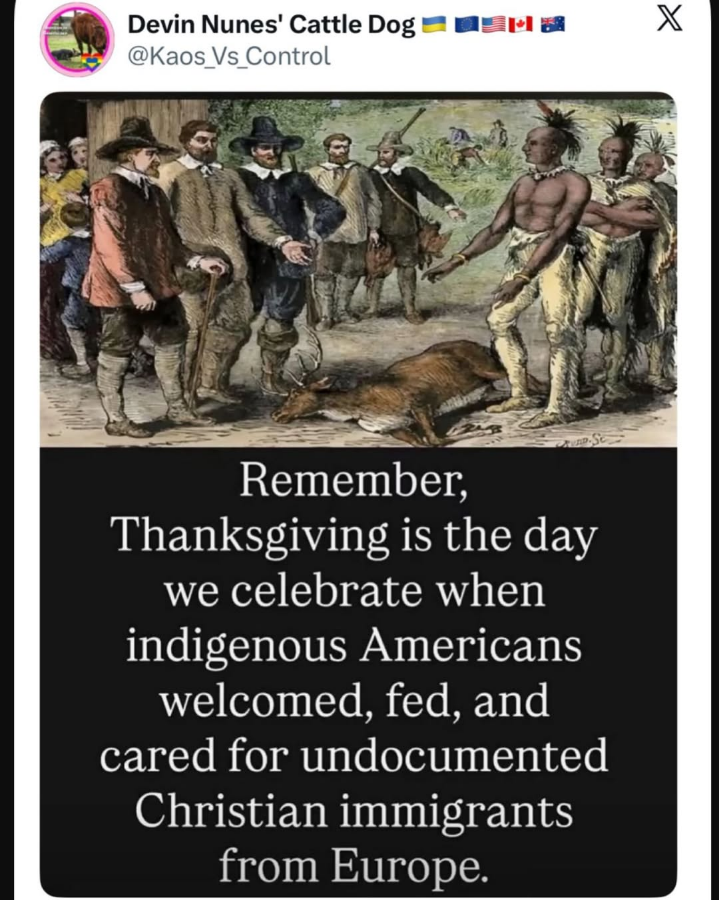 Devin Nunes' Cattle Dog 🇺🇦 🇪🇺🇺🇸🇨🇦 🇦🇺
@Kaos_Vs_Control
Remember,
Thanksgiving is the day
we celebrate when
indigenous Americans
welcomed, fed, and
cared for undocumented
Christian immigrants
from Europe.